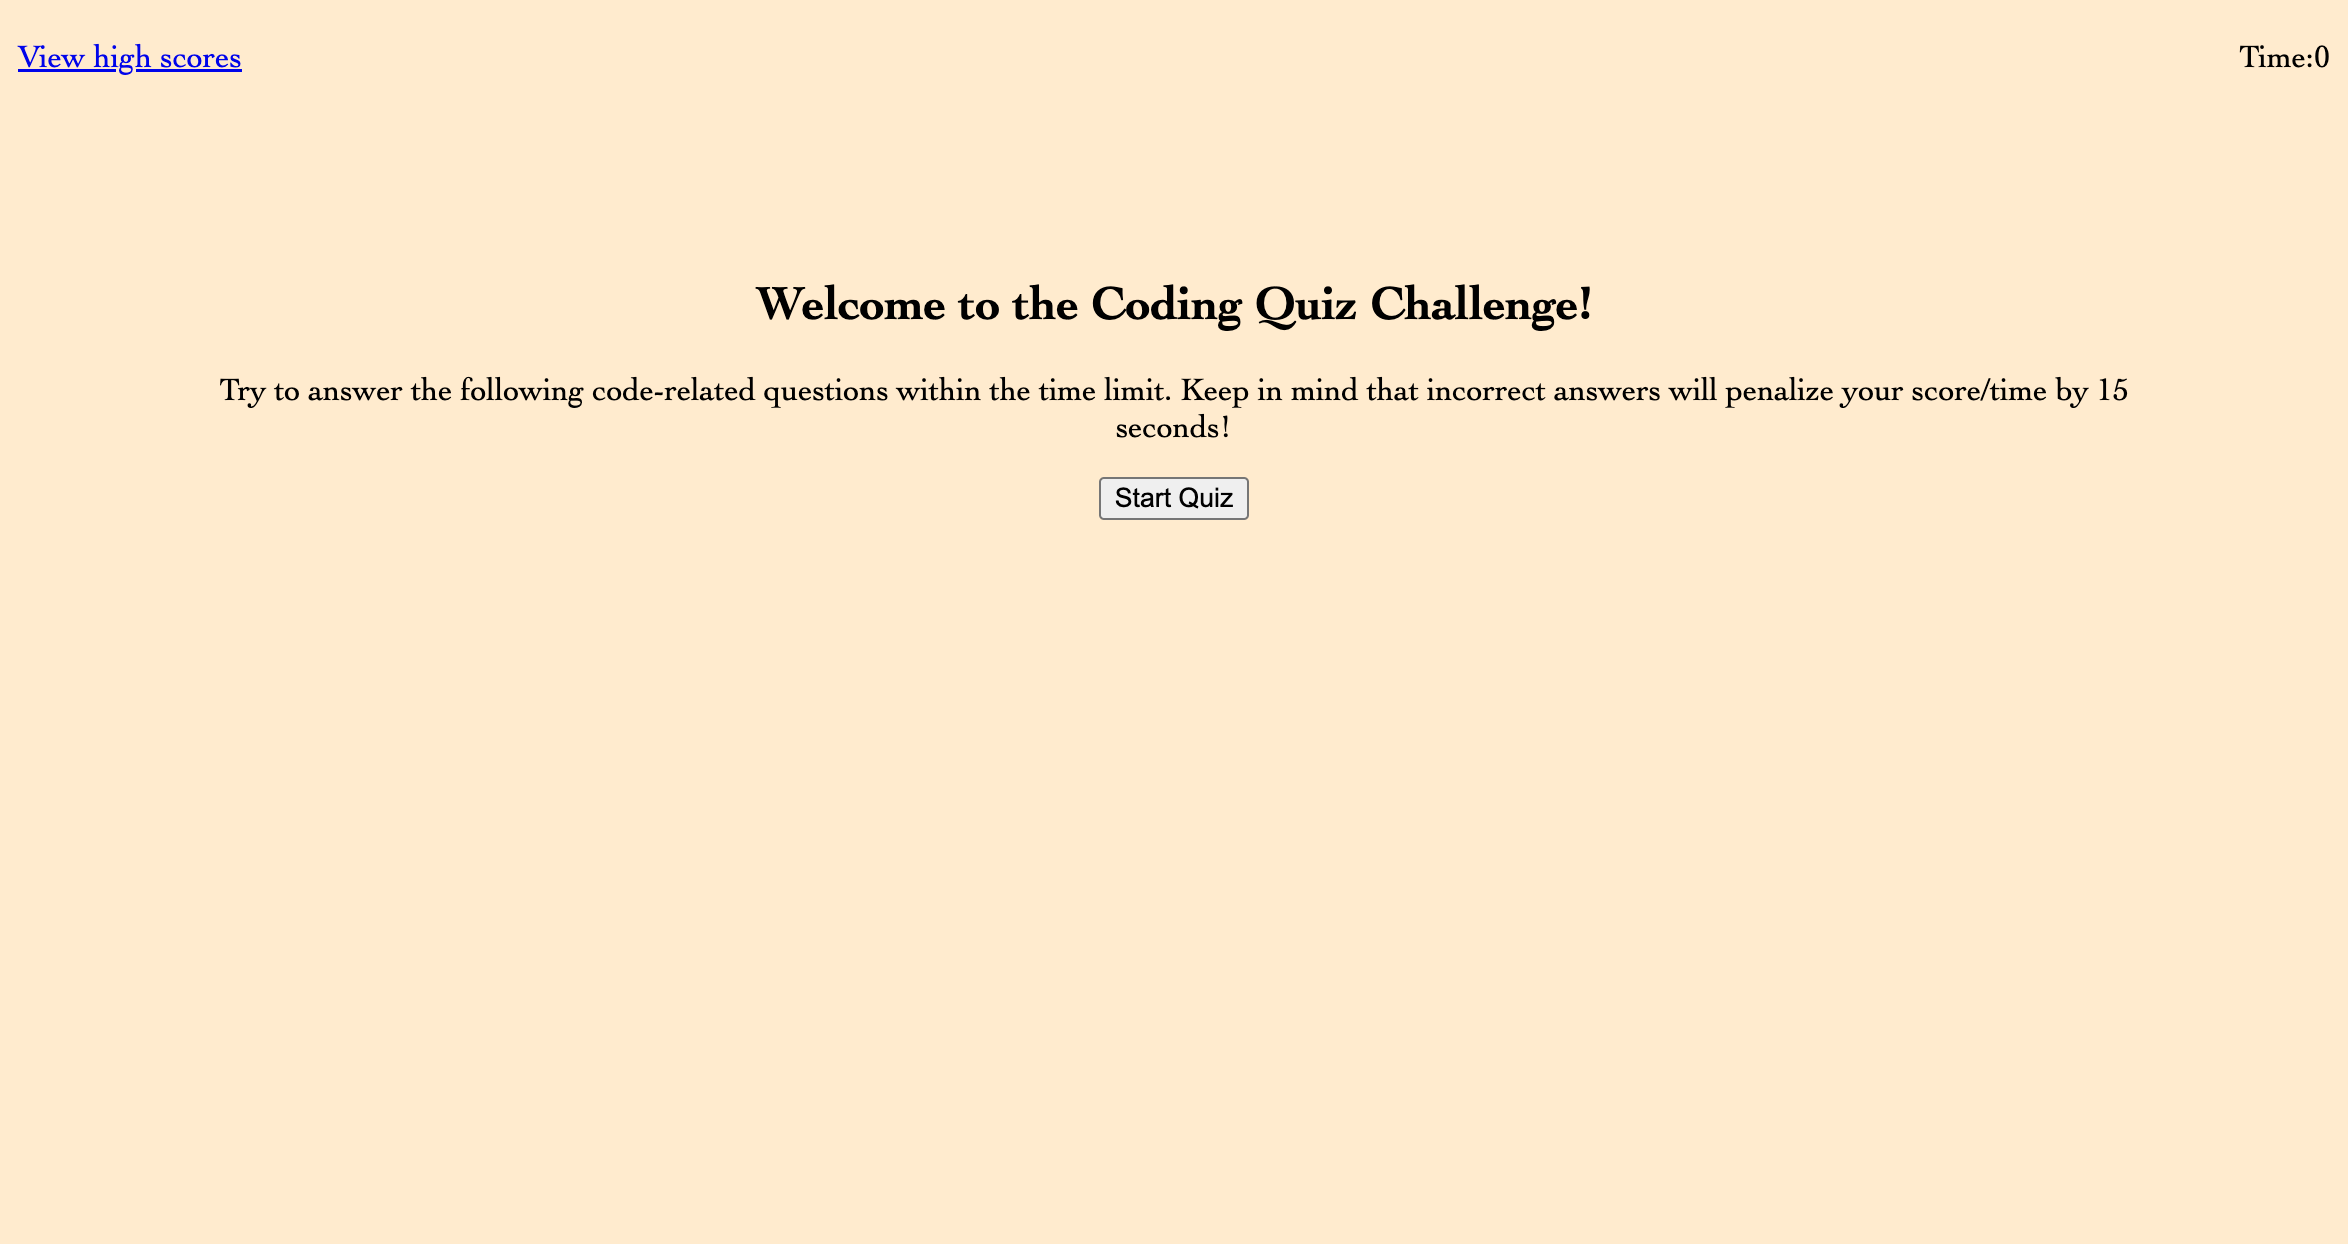 View high scores
Time:0
Welcome to the Coding Quiz Challenge!
Try to answer the following code-related questions within the time limit. Keep in mind that incorrect answers will penalize your score/time by 15
seconds!
Start Quiz